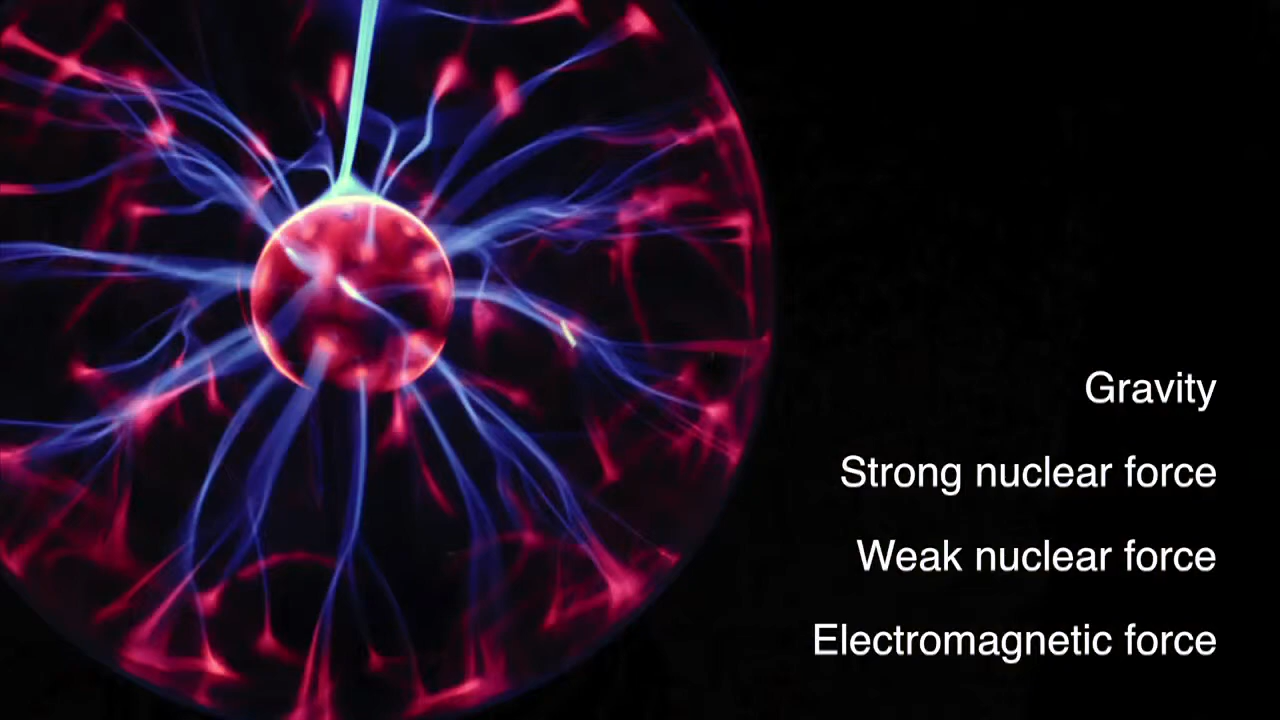 Gravity
Strong nuclear force
Weak nuclear force
Electromagnetic force